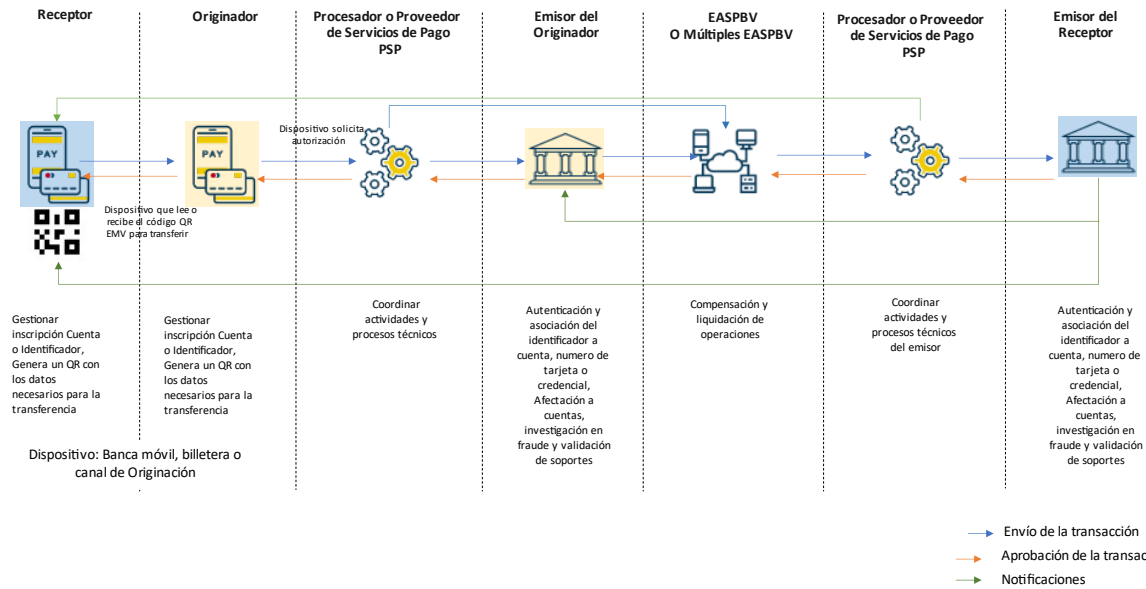 Receptor
Originador
Procesador o Proveedor
de Servicios de Pago
PSP
Emisor del
Originador
EASPBV
O Múltiples EASPBV
Procesador o Proveedor
de Servicios de Pago
PSP
Emisor del
Receptor
PAY
PAY
Dispositivo solicita
autorización
Dispositivo que lee o
recibe el código QR
EMV para transferir
Gestionar
inscripción Cuenta
o Identificador,
Genera un QR con
los datos
necesarios para la
transferencia
Gestionar
inscripción Cuenta
o Identificador,
Genera un QR con
los datos
necesarios para la
transferencia
Coordinar
actividades y
procesos técnicos
Autenticación y
asociación del
identificador a
cuenta, numero de
tarjeta o
credencial,
Afectación a
cuentas,
investigación en
fraude y validación
de soportes
Compensación y
liquidación de
operaciones
Coordinar
actividades y
procesos técnicos
del emisor
Autenticación y
asociación del
identificador a
cuenta, numero de
tarjeta o
credencial,
Afectación a
cuentas,
investigación en
fraude y validación
de soportes
Dispositivo: Banca móvil, billetera o
canal de Originación
Envío de la transacción
Aprobación de la transac
Notificaciones